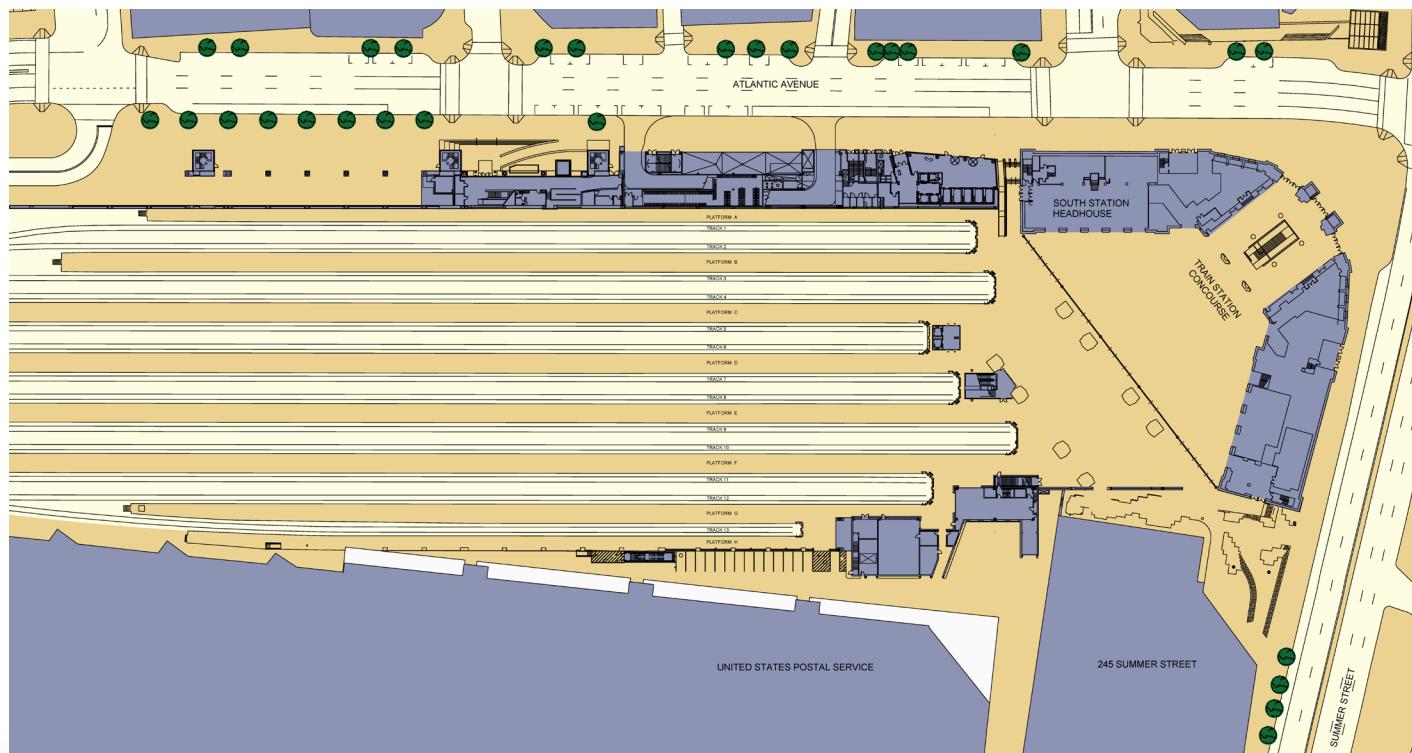 ATLANTIC AVENUE
SOUTH STATION
HEADHOUSE
PLATFORM A
TRACK 1
TRACK 2
PLATFORM B
TRACK 3
TRACK 4
PLATFORM C
TRACK 5
TRACK 6
PLATFORM D
TRACK 7
TRACK 8
PLATFORM E
TRACK 9
TRACK 10
PLATFORM F
TRACK 11
TRACK 12
PLATFORM G
TRACK 13
PLATFORM H
TRAIN STATION
CONCOURSE
UNITED STATES POSTAL SERVICE
245 SUMMER STREET
SUMMER STREET